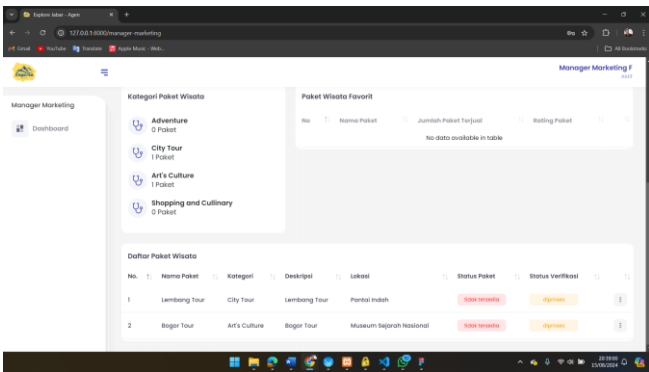 Explore Jabar - Agen
127.0.0.1:8000/manager-marketing
Gmail YouTube Translate Apple Music - Web... All Bookmarks
Manager Marketing F
Manager Marketing
Dashboard
Kategori Paket Wisata
Adventure
0 Paket
City Tour
1 Paket
Art's Culture
1 Paket
Shopping and Cullinary
0 Paket
Paket Wisata Favorit
No Nama Paket Jumlah Paket Terjual Rating Paket
No data available in table
Daftar Paket Wisata
No. Nama Paket Kategori Deskripsi Lokasi Status Paket Status Verifikasi
1 Lembang Tour City Tour Lembang Tour Pantai Indah tidak tersedia diproses
2 Bogor Tour Art's Culture Bogor Tour Museum Sejarah Nasional tidak tersedia diproses
13/06/2024